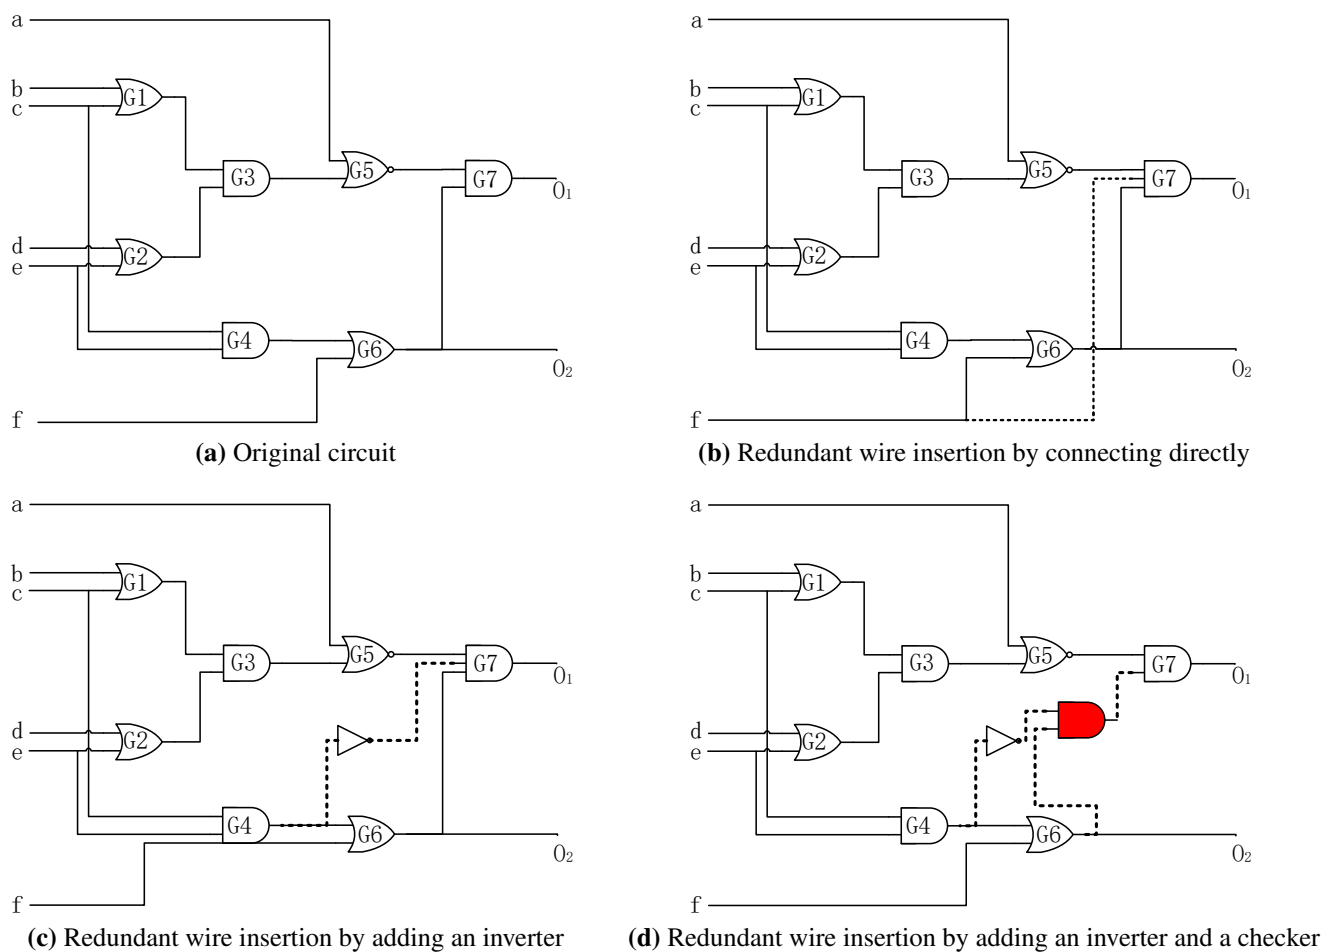 a
b
c
G1
G3
G5
G7
O₁
d
e
G2
G4
G6
O₂
f
(a) Original circuit
a
b
c
G1
G3
G5
G7
O₁
d
e
G2
G4
G6
O₂
f
(b) Redundant wire insertion by connecting directly
a
b
c
G1
G3
G5
G7
O₁
d
e
G2
G4
G6
O₂
f
(c) Redundant wire insertion by adding an inverter
a
b
c
G1
G3
G5
G7
O₁
d
e
G2
G4
G6
O₂
f
(d) Redundant wire insertion by adding an inverter and a checker